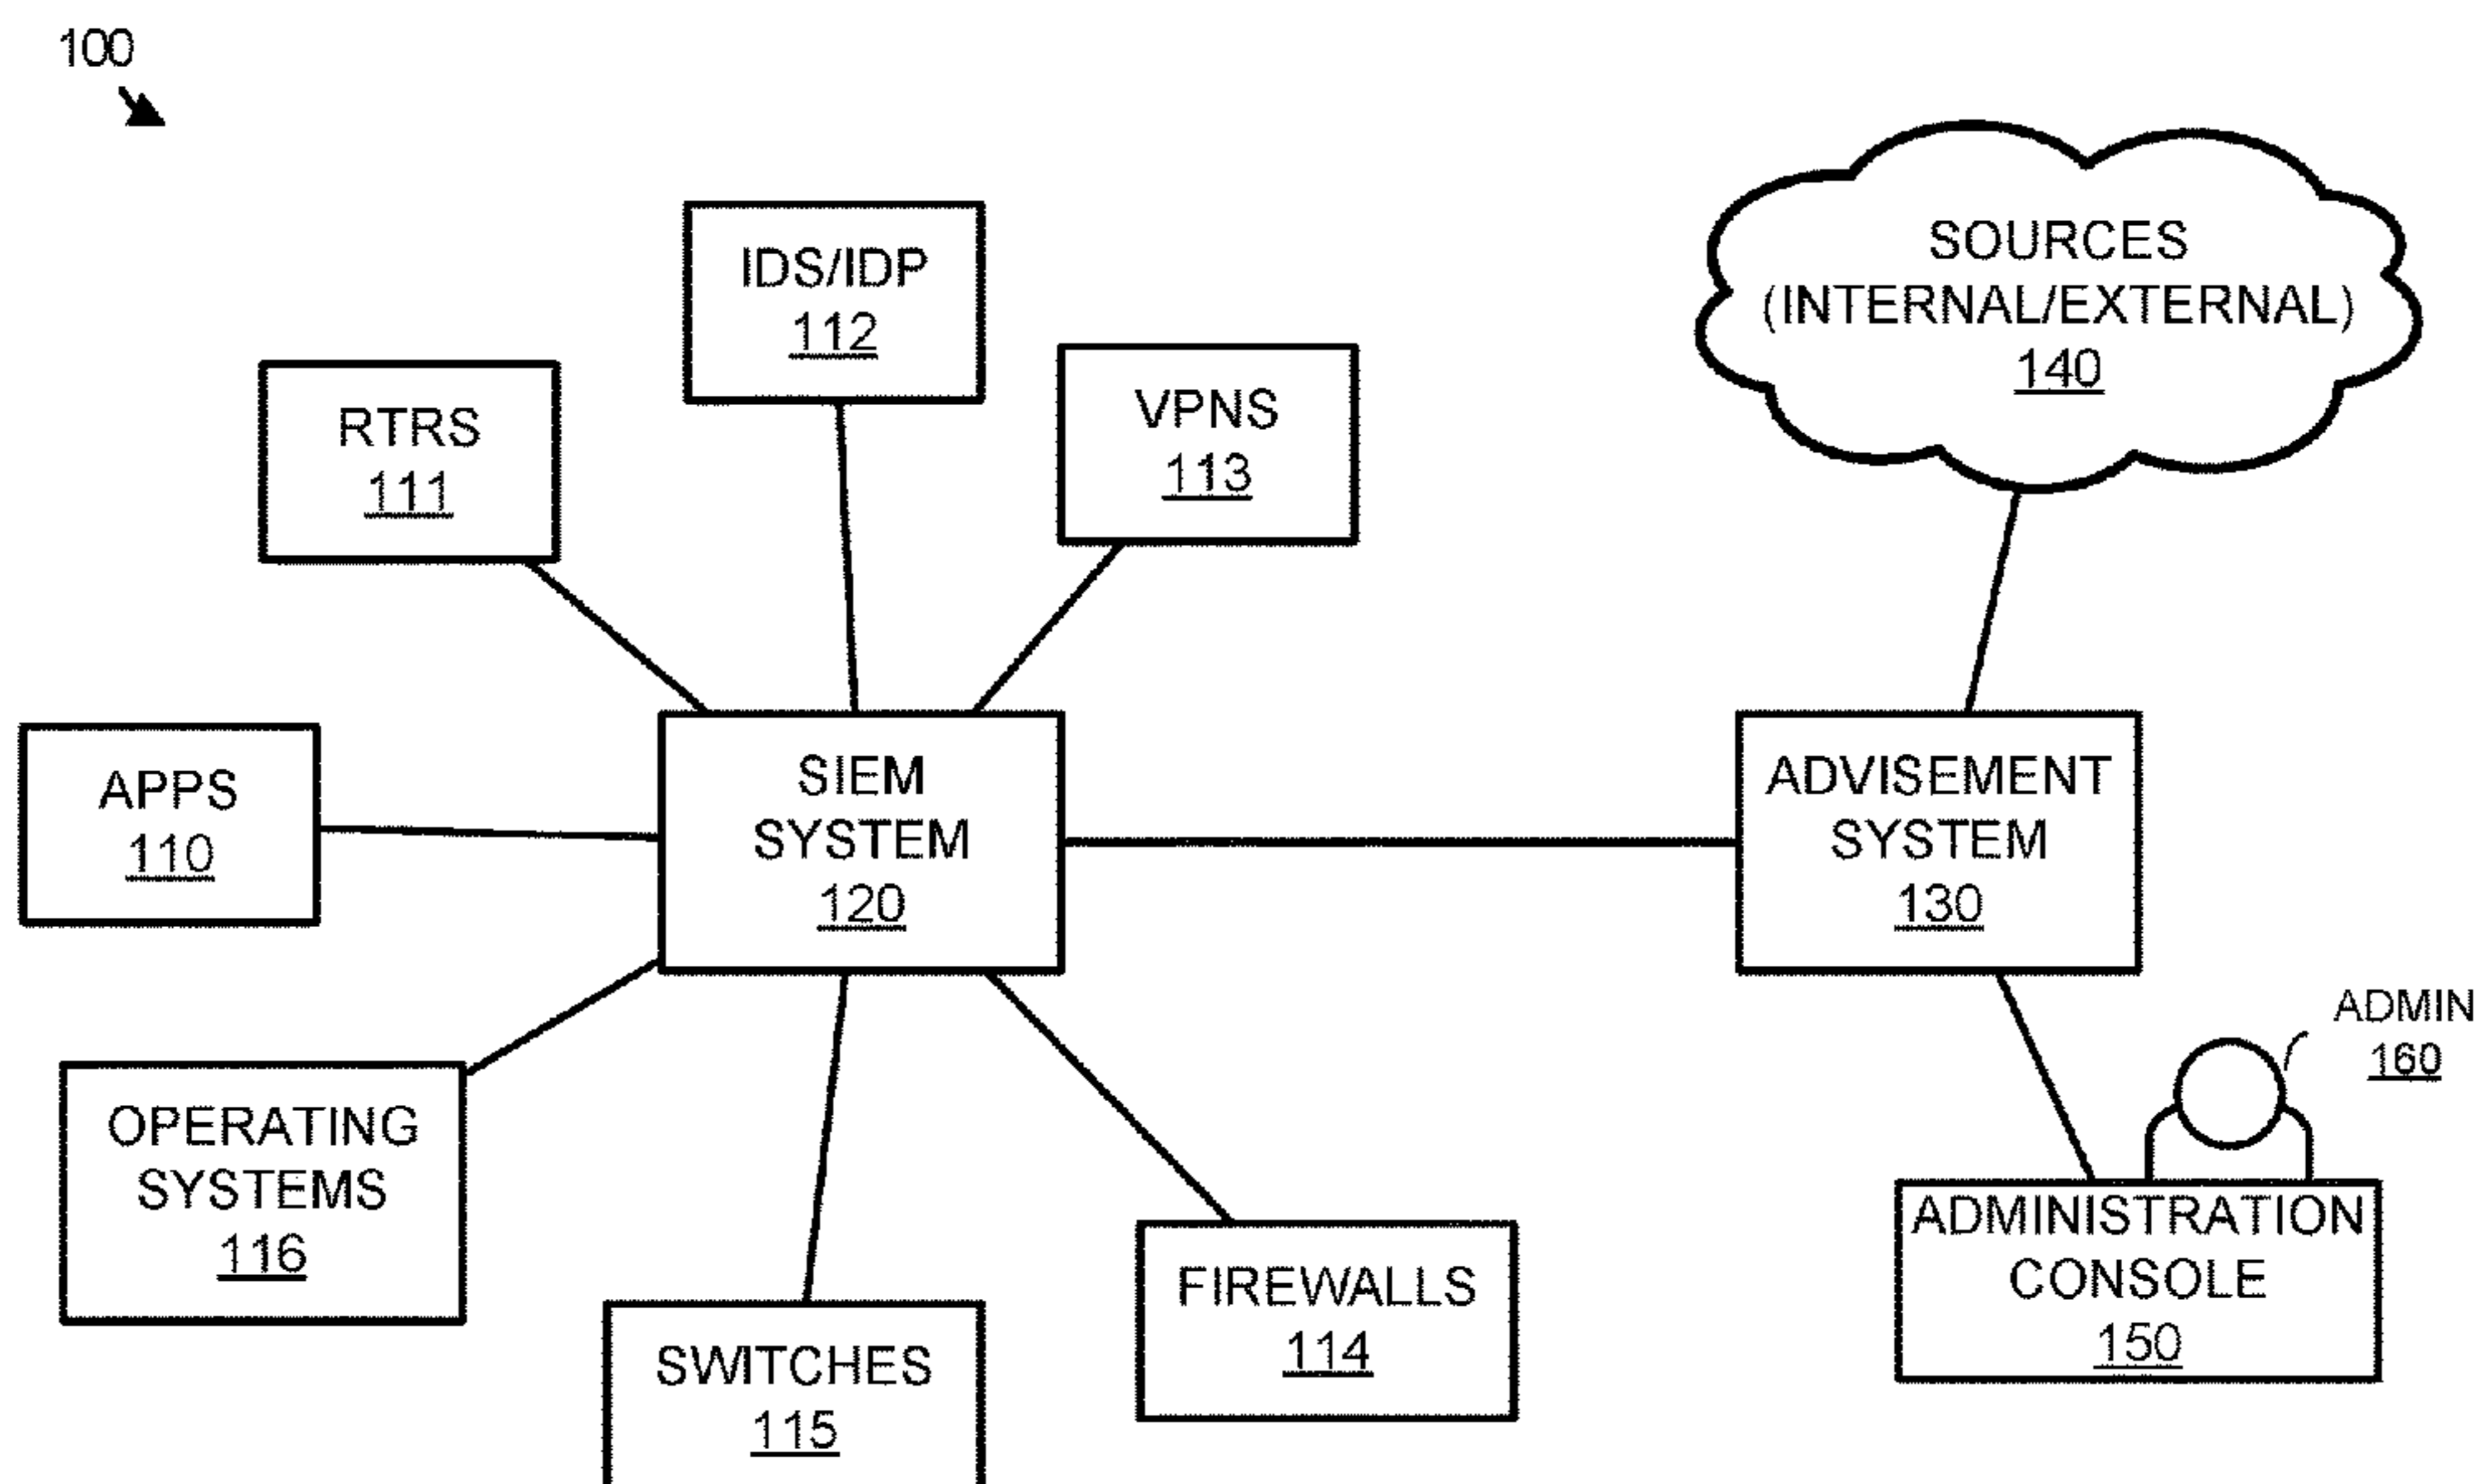 100
IDS/IDP
112
RTRS
111
VPNS
113
SOURCES
(INTERNAL/EXTERNAL)
140
APPS
110
SIEM
SYSTEM
120
ADVISEMENT
SYSTEM
130
ADMIN
160
OPERATING
SYSTEMS
116
SWITCHES
115
FIREWALLS
114
ADMINISTRATION
CONSOLE
150